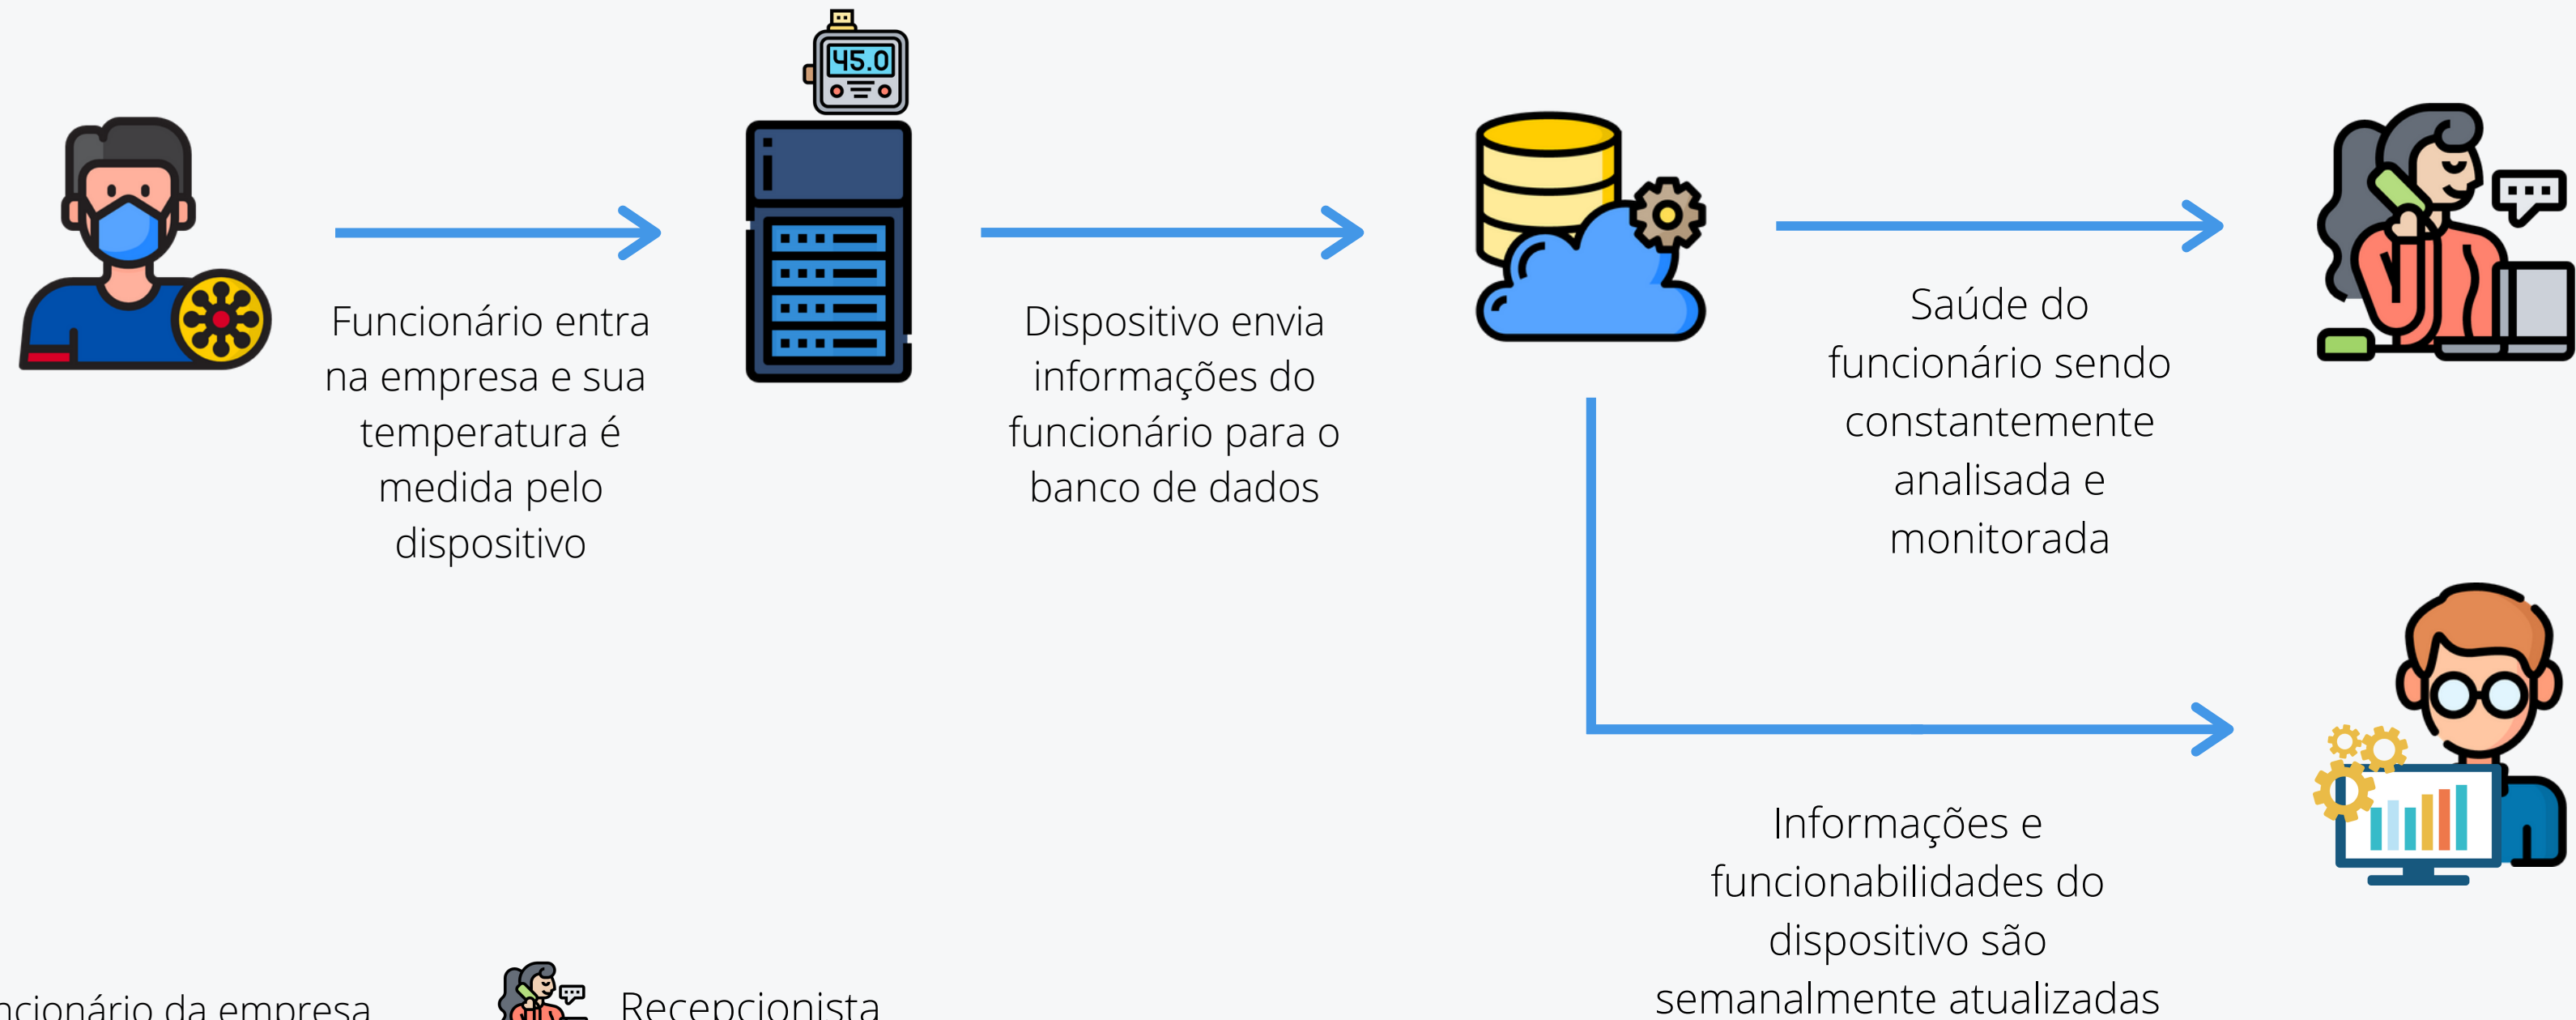 45.0
Funcionário entra
na empresa e sua
temperatura é
medida pelo
dispositivo
Dispositivo envia
informações do
funcionário para o
banco de dados
Saúde do
funcionário sendo
constantemente
analisada e
monitorada
Informações e
funcionabilidades do
dispositivo são
semanalmente atualizadas
ncionário da empresa
Recepcionista